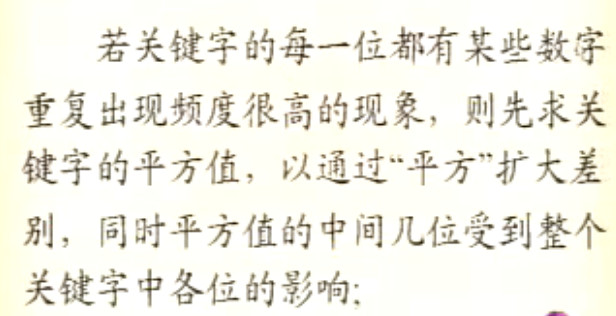 若关键字的每一位都有某些数字
重复出现频度很高的现象，则先求关
键字的平方值，以通过“平方”扩大差
别，同时平方值的中间几位受到整个
关键字中各位的影响;